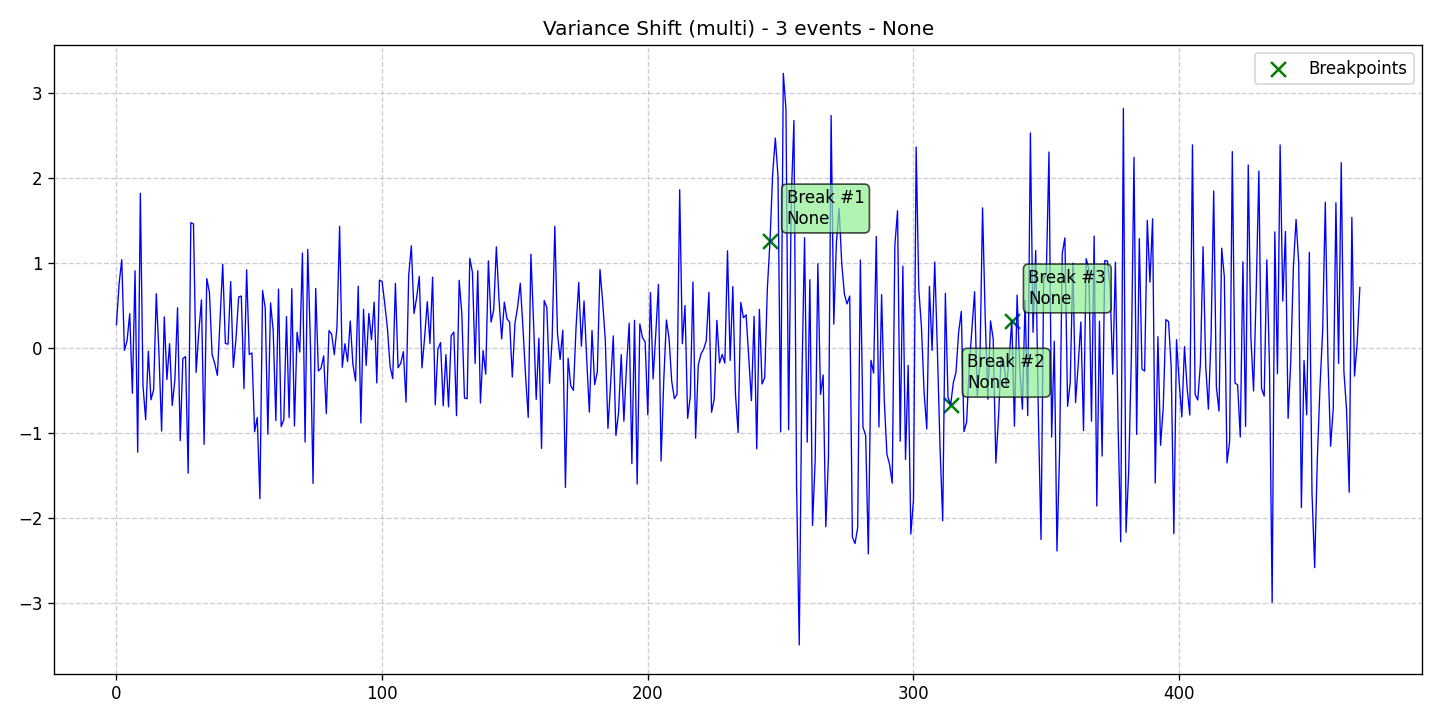 Variance Shift (multi) - 3 events - None
Breakpoints
3
2
1
0
−1
−2
−3
Break #1
None
Break #3
None
Break #2
None
0
100
200
300
400